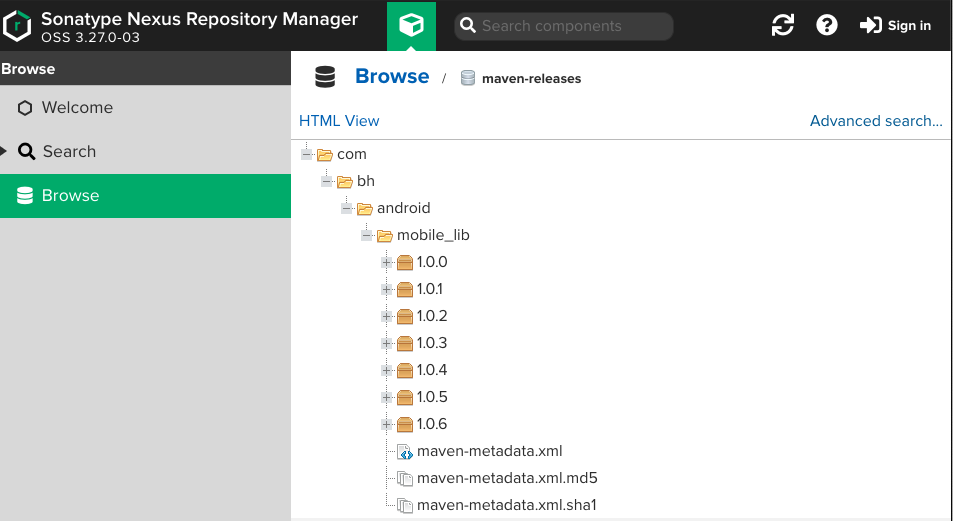 Sonatype Nexus Repository Manager
OSS 3.27.0-03
Search components
Sign in
Browse
Welcome
Search
Browse
Browse / maven-releases
HTML View
Advanced search...
com
bh
android
mobile_lib
1.0.0
1.0.1
1.0.2
1.0.3
1.0.4
1.0.5
1.0.6
maven-metadata.xml
maven-metadata.xml.md5
maven-metadata.xml.sha1